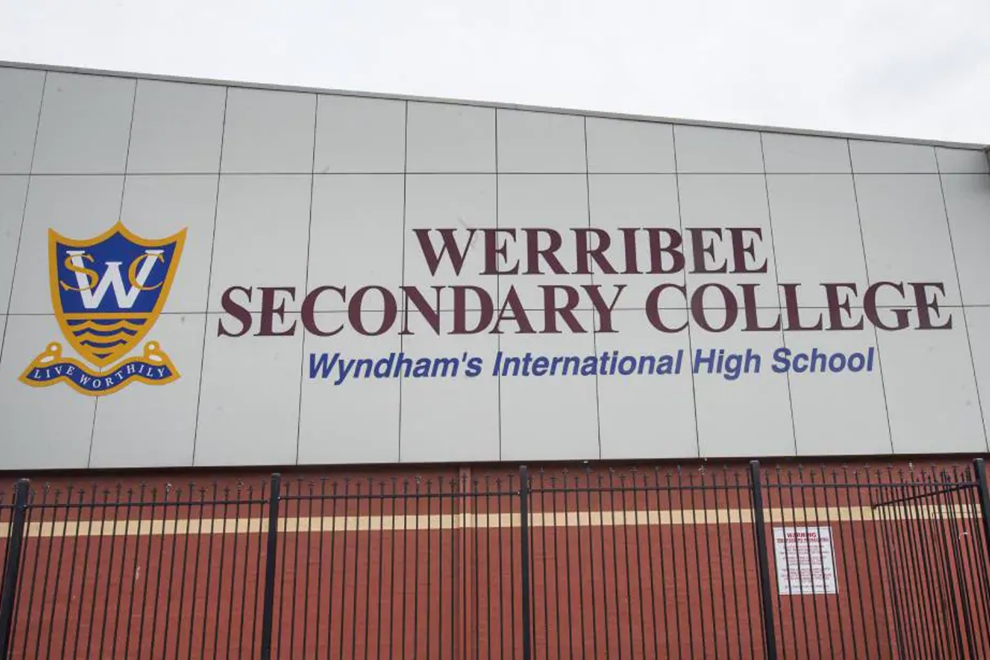 WERRIBEE
SECONDARY COLLEGE
Wyndham's International High School
SWC
LIVE WORTHILY
WARNING